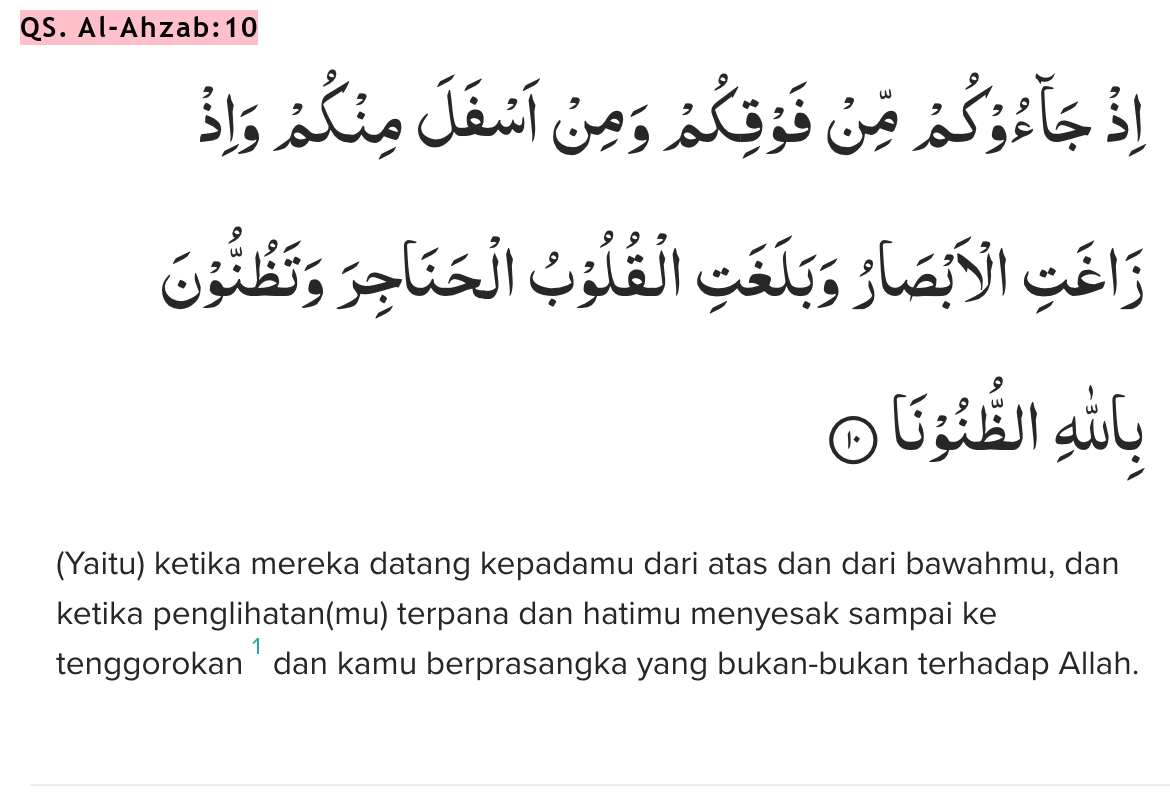 QS. Al-Ahzab:10
اِذْ جَاۤءُوْكُمْ مِّنْ فَوْقِكُمْ وَمِنْ اَسْفَلَ مِنْكُمْ وَاِذْ
زَاغَتِ الْاَبْصَارُ وَبَلَغَتِ الْقُلُوْبُ الْحَنَاجِرَ وَتَظُنُّوْنَ
بِاللّٰهِ الظُّنُوْنَا۠ ١٠
(Yaitu) ketika mereka datang kepadamu dari atas dan dari bawahmu, dan
ketika penglihatan(mu) terpana dan hatimu menyesak sampai ke
tenggorokan 1 dan kamu berprasangka yang bukan-bukan terhadap Allah.